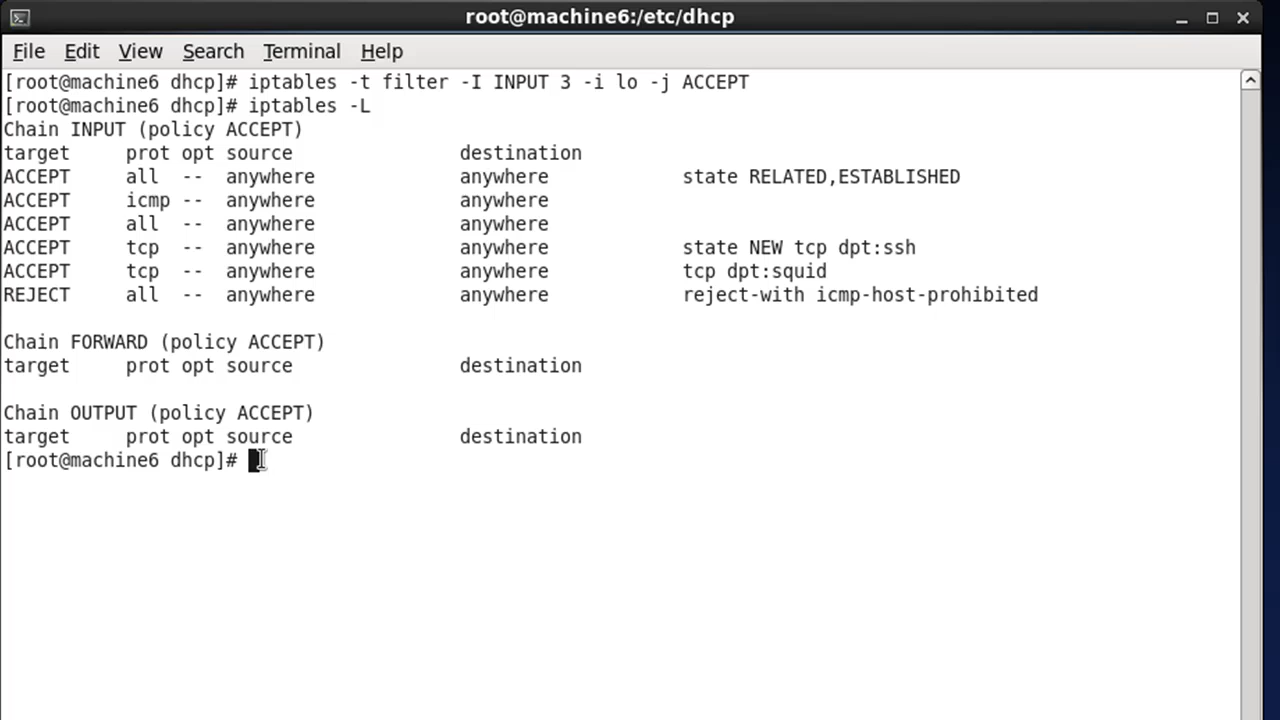 root@machine6:/etc/dhcp
File Edit View Search Terminal Help
[root@machine6 dhcp]# iptables -t filter -I INPUT 3 -i lo -j ACCEPT
[root@machine6 dhcp]# iptables -L
Chain INPUT (policy ACCEPT)
target     prot opt source               destination
ACCEPT     all  --  anywhere             anywhere            state RELATED,ESTABLISHED
ACCEPT     icmp --  anywhere             anywhere
ACCEPT     all  --  anywhere             anywhere
ACCEPT     tcp  --  anywhere             anywhere            state NEW tcp dpt:ssh
ACCEPT     tcp  --  anywhere             anywhere            tcp dpt:squid
REJECT     all  --  anywhere             anywhere            reject-with icmp-host-prohibited
Chain FORWARD (policy ACCEPT)
target     prot opt source               destination
Chain OUTPUT (policy ACCEPT)
target     prot opt source               destination
[root@machine6 dhcp]#